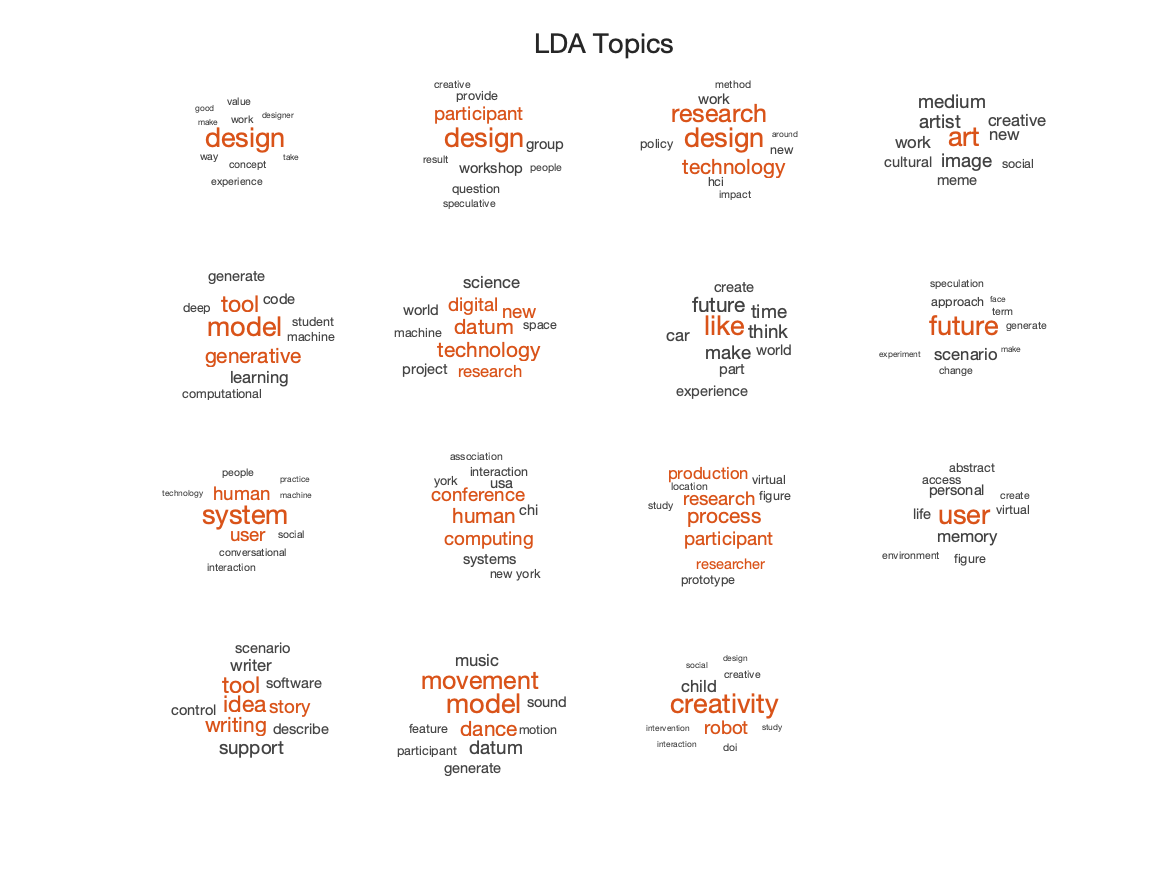 LDA Topics
good value
make work designer
design
way concept take
experience
creative
provide
participant
design group
result workshop people
question
speculative
method
work
research
policy design around
new
technology
hci
impact
medium
artist creative
work art new
cultural image social
meme
generate
deep tool code
model student
machine
generative
learning
computational
science
world digital new
machine datum space
technology
project research
create
future time
car like think
make world
part
experience
speculation
approach face
term
future generate
experiment scenario make
change
people
practice
technology human machine
system
user social
conversational
interaction
association
interaction
york usa
conference
human chi
computing
systems
new york
production virtual
location
study research figure
process
participant
researcher
prototype
abstract
access
personal create
life user virtual
memory
environment figure
scenario
writer
tool software
control idea story
writing describe
support
music
movement
model sound
feature dance motion
participant datum
generate
design
social
creative
child
creativity
intervention robot study
interaction doi